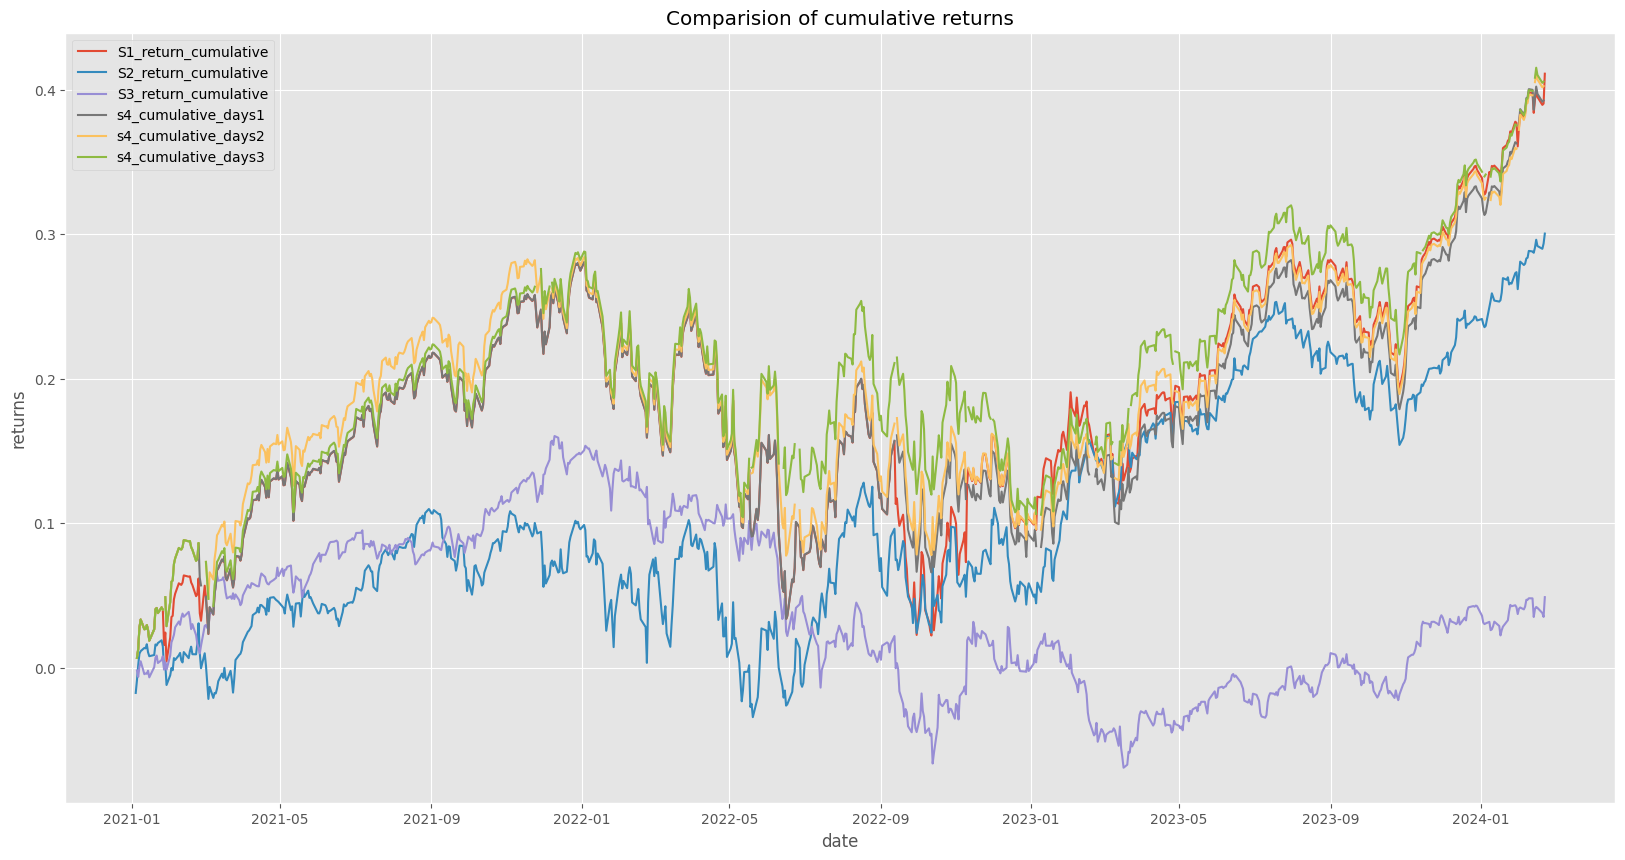 Comparision of cumulative returns
S1_return_cumulative
S2_return_cumulative
S3_return_cumulative
s4_cumulative_days1
s4_cumulative_days2
s4_cumulative_days3
returns
0.4
0.3
0.2
0.1
0.0
2021-01
2021-05
2021-09
2022-01
2022-05
2022-09
2023-01
2023-05
2023-09
2024-01
date